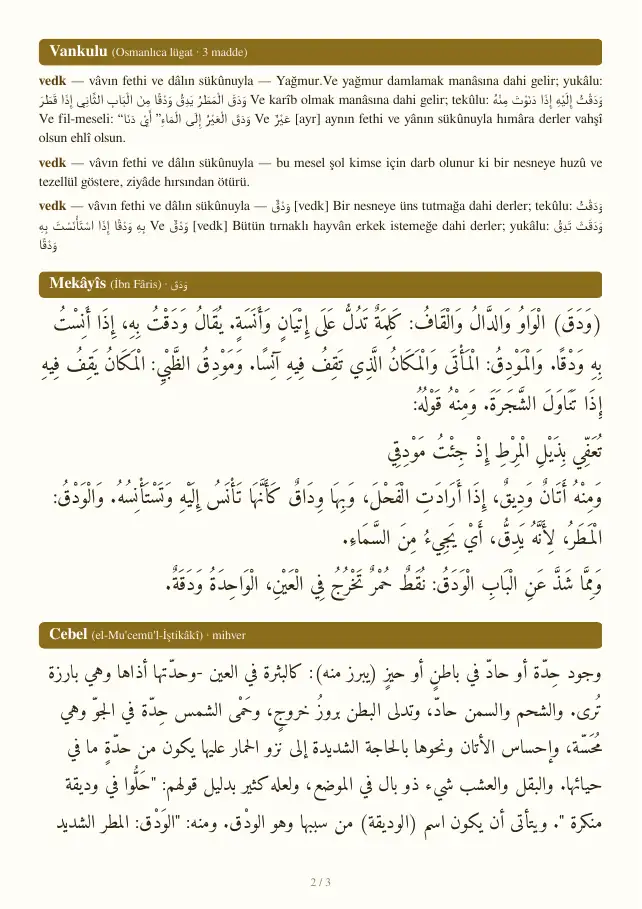 Vankulu (Osmanlıca lügat · 3 madde)
vedk — vâvın fethi ve dâlın sükûnuyla — Yağmur.Ve yağmur damlamak manâsına dahi gelir; yukâlu:
وَدَقَ الْمَطَرُ يَدِقُ وَدْقًا مِنَ الْبَابِ الثَّانِي إِذَا قَطَرَ Ve karîb olmak manâsına dahi gelir; tekûlu: وَدَقْتُ إِلَيْهِ إِذَا دَنَوْتَ مِنْهُ
Ve fil-meseli: “وَدَقَ الْعَيْرُ إِلَى الْمَاءِ” أَيْ دَنَا Ve عَيْرٌ [ayr] aynın fethi ve yânın sükûnuyla hımâra derler vahşî
olsun ehlî olsun.
vedk — vâvın fethi ve dâlın sükûnuyla — bu mesel şol kimse için darb olunur ki bir nesneye huzû ve
tezellül göstere, ziyâde hırsından ötürü.
vedk — vâvın fethi ve dâlın sükûnuyla — وَدْقٌ [vedk] Bir nesneye üns tutmağa dahi derler; tekûlu: وَدَقْتُ
بِهِ وَدْقًا إِذَا اسْتَأْنَسْتَ بِهِ Ve وَدْقٌ [vedk] Bütün tırnaklı hayvân erkek istemeğe dahi derler; yukâlu: وَدَقَتْ تَدِقُ
وَدْقًا
Mekâyîs (İbn Fâris) · وَدَقَ
(وَدَقَ) الْوَاوُ وَالدَّالُ وَالْقَافُ: كَلِمَةٌ تَدُلُّ عَلَى إِتْيَانٍ وَأَنَسَةٍ. يُقَالُ وَدَقْتُ بِهِ، إِذَا أَنِسْتُ
بِهِ وَدْقًا. وَالْمَوْدِقُ: الْمَأْتَى وَالْمَكَانُ الَّذِي تَقِفُ فِيهِ آنِسًا. وَمَوْدِقُ الظَّبْيِ: الْمَكَانُ يَقِفُ فِيهِ
إِذَا تَنَاوَلَ الشَّجَرَةَ. وَمِنْهُ قَوْلُهُ:
تُعَفِّي بِذَيْلِ الْمِرْطِ إِذْ جِئْتُ مَوْدِقِي
وَمِنْهُ أَتَانٌ وَدِيقٌ، إِذَا أَرَادَتِ الْفَحْلَ، وَبِهَا وِدَاقٌ كَأَنَّهَا تَأْنَسُ إِلَيْهِ وَتَسْتَأْنِسُهُ. وَالْوَدْقُ:
الْمَطَرُ، لِأَنَّهُ يَدِقُّ، أَيْ يَجِيءُ مِنَ السَّمَاءِ.
وَمِمَّا شَذَّ عَنِ الْبَابِ الْوَدَقُ: نُقَطٌ حُمْرٌ تَخْرُجُ فِي الْعَيْنِ، الْوَاحِدَةُ وَدَقَةٌ.
Cebel (el-Mu'cemü'l-İştikâkî) · mihver
وجود حِدّة أو حادّ في باطنٍ أو حيزٍ (يبرز منه): كالبثرة في العين -وحدّتها أذاها وهي بارزة
تُرى. والشحم والسمن حادّ، وتدلى البطن بروزُ خروجٍ، وحَمْى الشمس حِدّة في الجوّ وهي
مُحَسّة، وإحساس الأتان ونحوها بالحاجة الشديدة إلى نزو الحمار عليها يكون من حدّةٍ ما في
حيائها. والبقل والعشب شيء ذو بال في الموضع، ولعله كثير بدليل قولهم: "حَلُّوا في وديقة
منكرة ". ويتأتى أن يكون اسم (الوديقة) من سببها وهو الودْق. ومنه: "الوَدْق: المطر الشديد
2 / 3